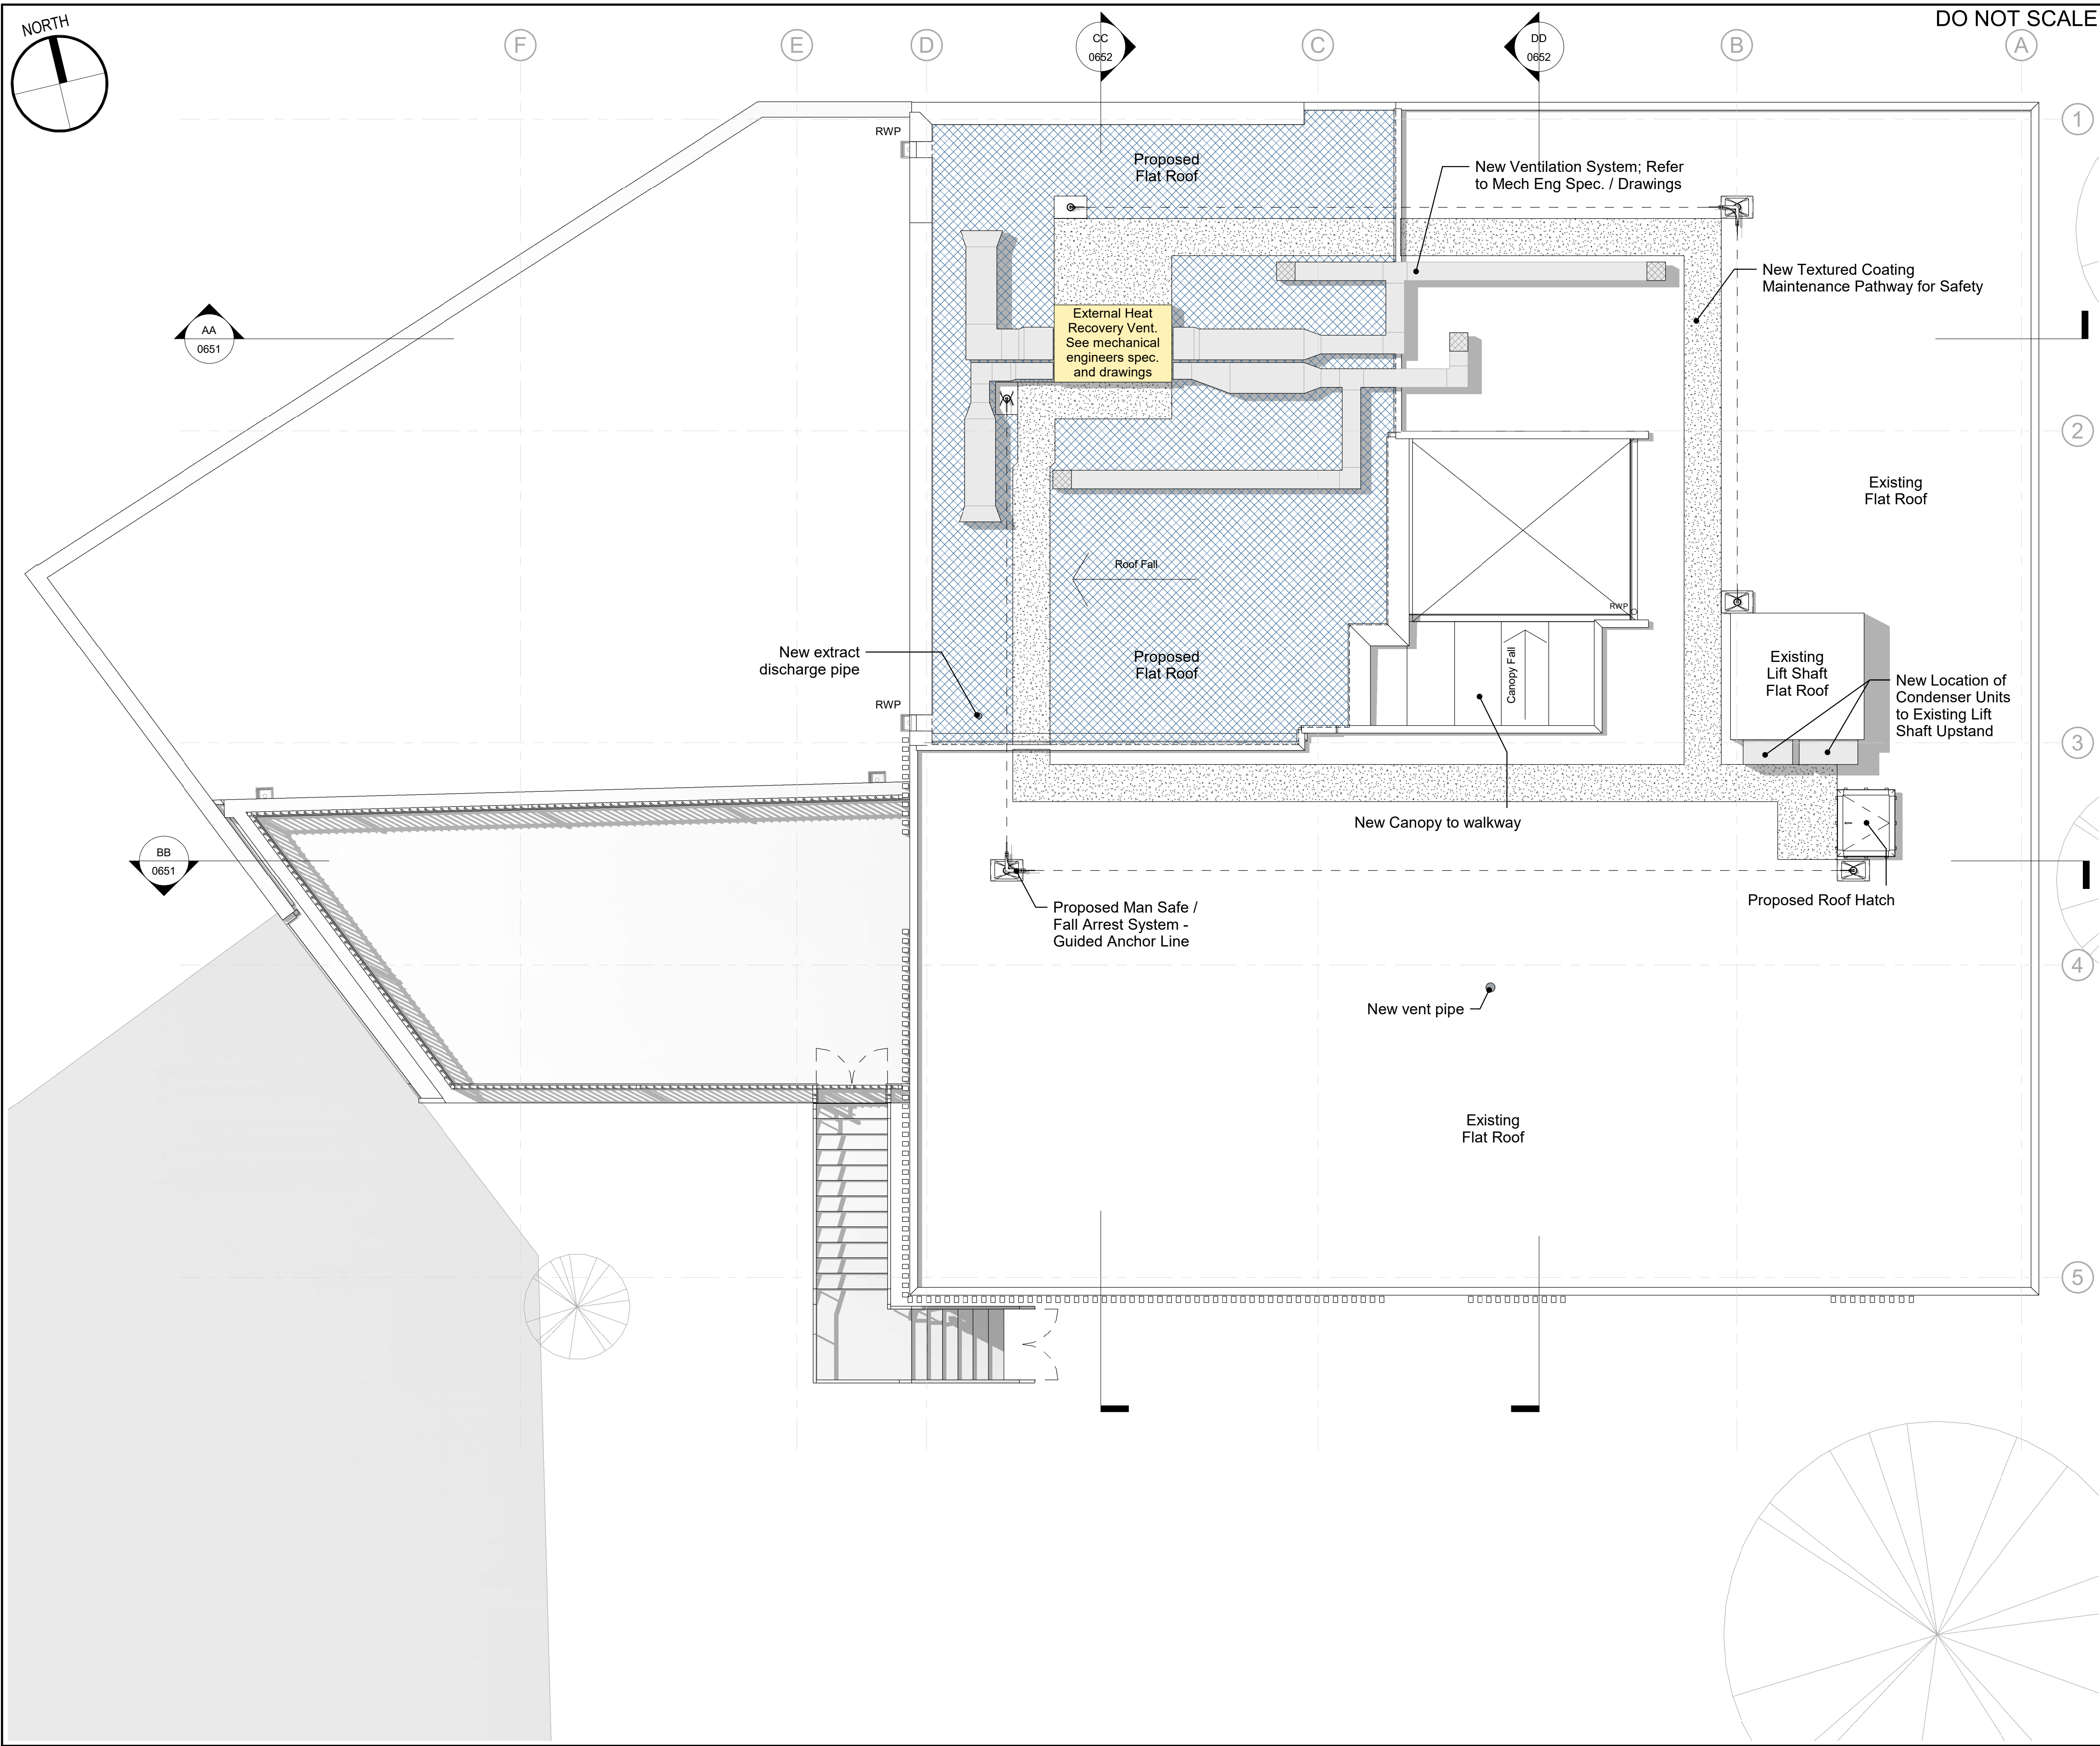 DO NOT SCALE
NORTH
F
E
D
CC
0652
C
DD
0652
B
A
1
RWP
Proposed
Flat Roof
New Ventilation System; Refer
to Mech Eng Spec. / Drawings
New Textured Coating
Maintenance Pathway for Safety
AA
0651
External Heat
Recovery Vent.
See mechanical
engineers spec.
and drawings
2
Existing
Flat Roof
Roof Fall
RWP
New extract
discharge pipe
Proposed
Flat Roof
Canopy Fall
Existing
Lift Shaft
Flat Roof
New Location of
Condenser Units
to Existing Lift
Shaft Upstand
RWP
3
New Canopy to walkway
BB
0651
Proposed Roof Hatch
Proposed Man Safe /
Fall Arrest System -
Guided Anchor Line
4
New vent pipe
Existing
Flat Roof
5